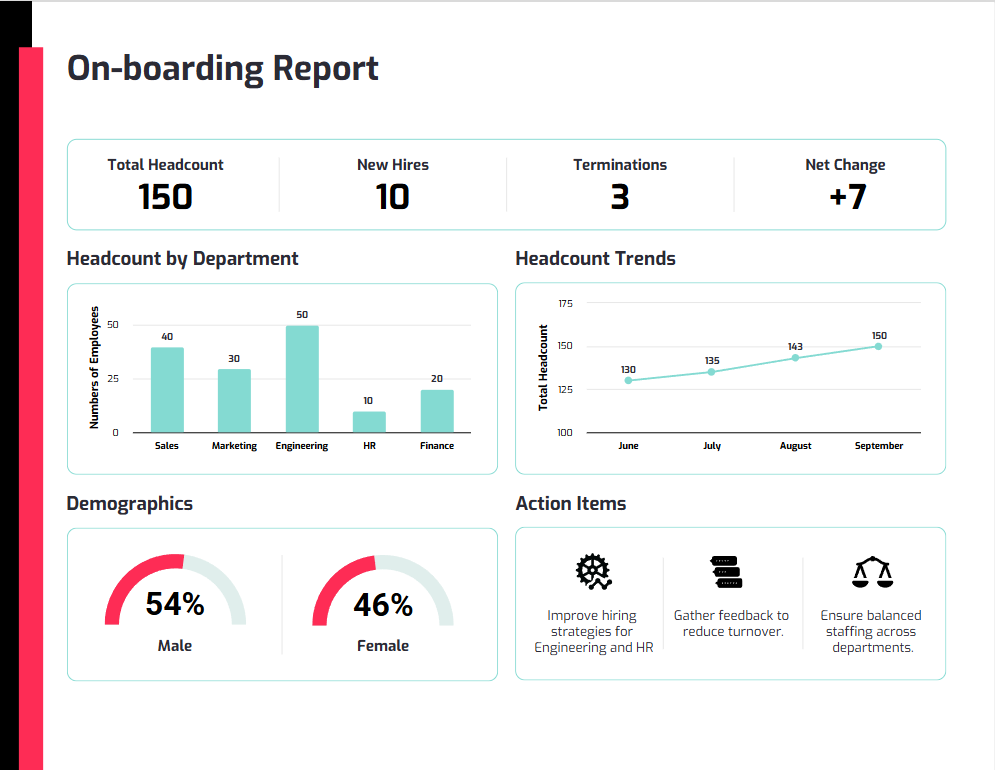 On-boarding Report
Total Headcount
150
New Hires
10
Terminations
3
Net Change
+7
Headcount by Department
Numbers of Employees
50
25
0
40
30
50
10
20
Sales
Marketing
Engineering
HR
Finance
Headcount Trends
Total Headcount
175
150
125
100
130
135
143
150
June
July
August
September
Demographics
54%
Male
46%
Female
Action Items
Improve hiring
strategies for
Engineering and HR
Gather feedback to
reduce turnover.
Ensure balanced
staffing across
departments.